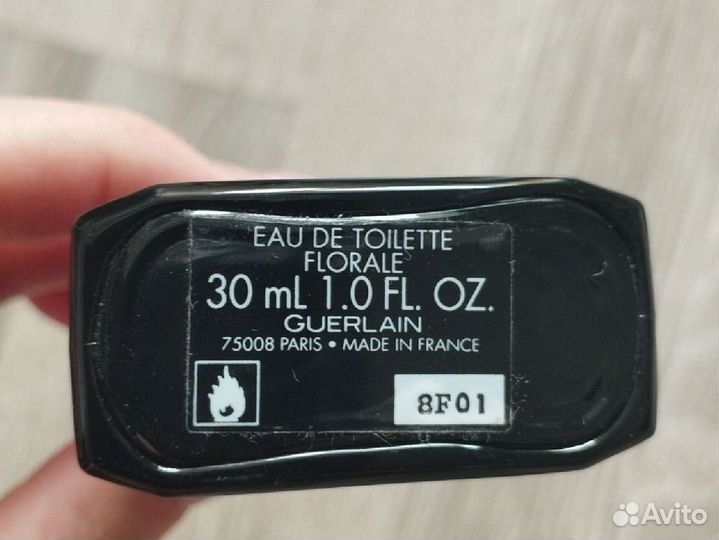 EAU DE TOILETTE
FLORALE
30 mL 1.0 FL. OZ.
GUERLAIN
75008 PARIS • MADE IN FRANCE
8F01
Avito